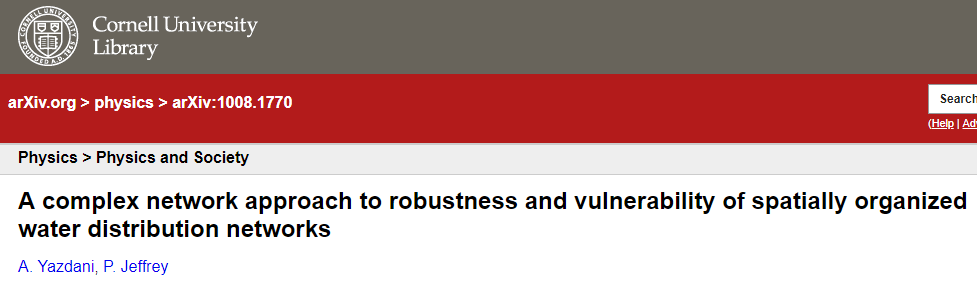 Cornell University
Library
arXiv.org > physics > arXiv:1008.1770
Search
(Help | Ad
Physics > Physics and Society
A complex network approach to robustness and vulnerability of spatially organized
water distribution networks
A. Yazdani, P. Jeffrey